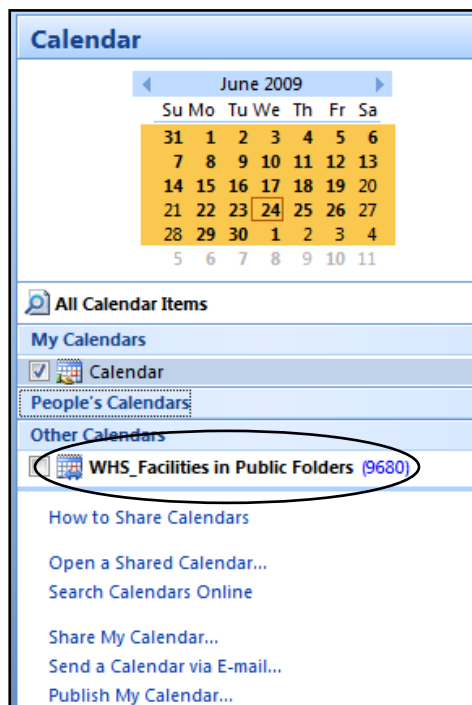 Calendar
June 2009
Su Mo Tu We Th Fr Sa
31 1 2 3 4 5 6
7 8 9 10 11 12 13
14 15 16 17 18 19 20
21 22 23 24 25 26 27
28 29 30 1 2 3 4
5 6 7 8 9 10 11
All Calendar Items
My Calendars
Calendar
People's Calendars
Other Calendars
WHS_Facilities in Public Folders (9680)
How to Share Calendars
Open a Shared Calendar...
Search Calendars Online
Share My Calendar...
Send a Calendar via E-mail...
Publish My Calendar...